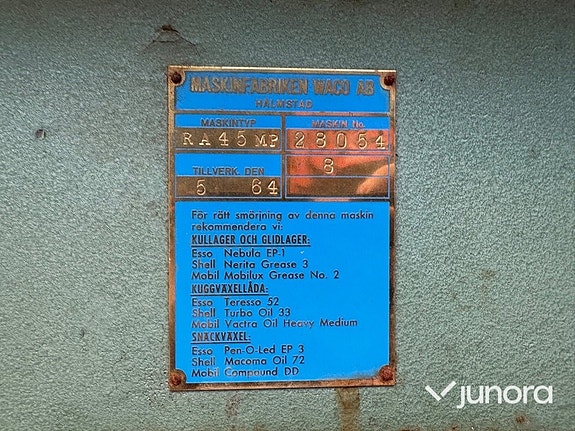 MASKINFABRIKEN WACO AB
HALMSTAD
MASKINTYP MASKIN No.
RA45MP 28054
8
TILLVERK. DEN
5 64
För rätt smörjning av denna maskin
rekommendera vi:
KULLAGER OCH GLIDLAGER:
Esso Nebula EP-1
Shell Nerita Grease 3
Mobil Mobilux Grease No. 2
KUGGVÄXELLÅDA:
Esso Teresso 52
Shell Turbo Oil 33
Mobil Vactra Oil Heavy Medium
SNÄCKVÄXEL:
Esso Pen-O-Led EP 3
Shell Macoma Oil 72
Mobil Compound DD
junora